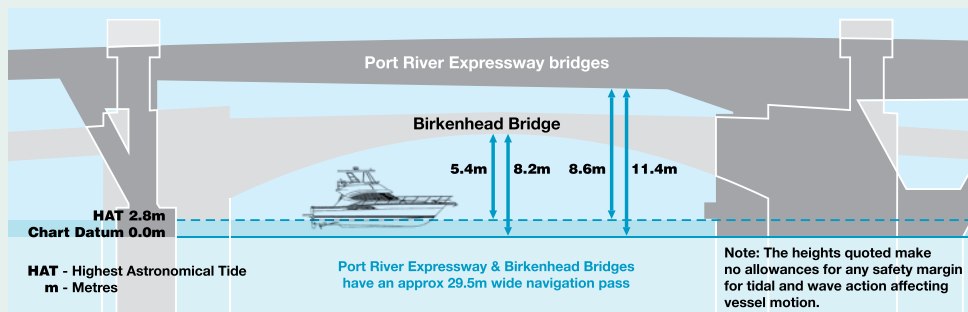 Port River Expressway bridges
Birkenhead Bridge
5.4m
8.2m
8.6m
11.4m
HAT 2.8m
Chart Datum 0.0m
HAT - Highest Astronomical Tide
m - Metres
Port River Expressway & Birkenhead Bridges
have an approx 29.5m wide navigation pass
Note: The heights quoted make
no allowances for any safety margin
for tidal and wave action affecting
vessel motion.